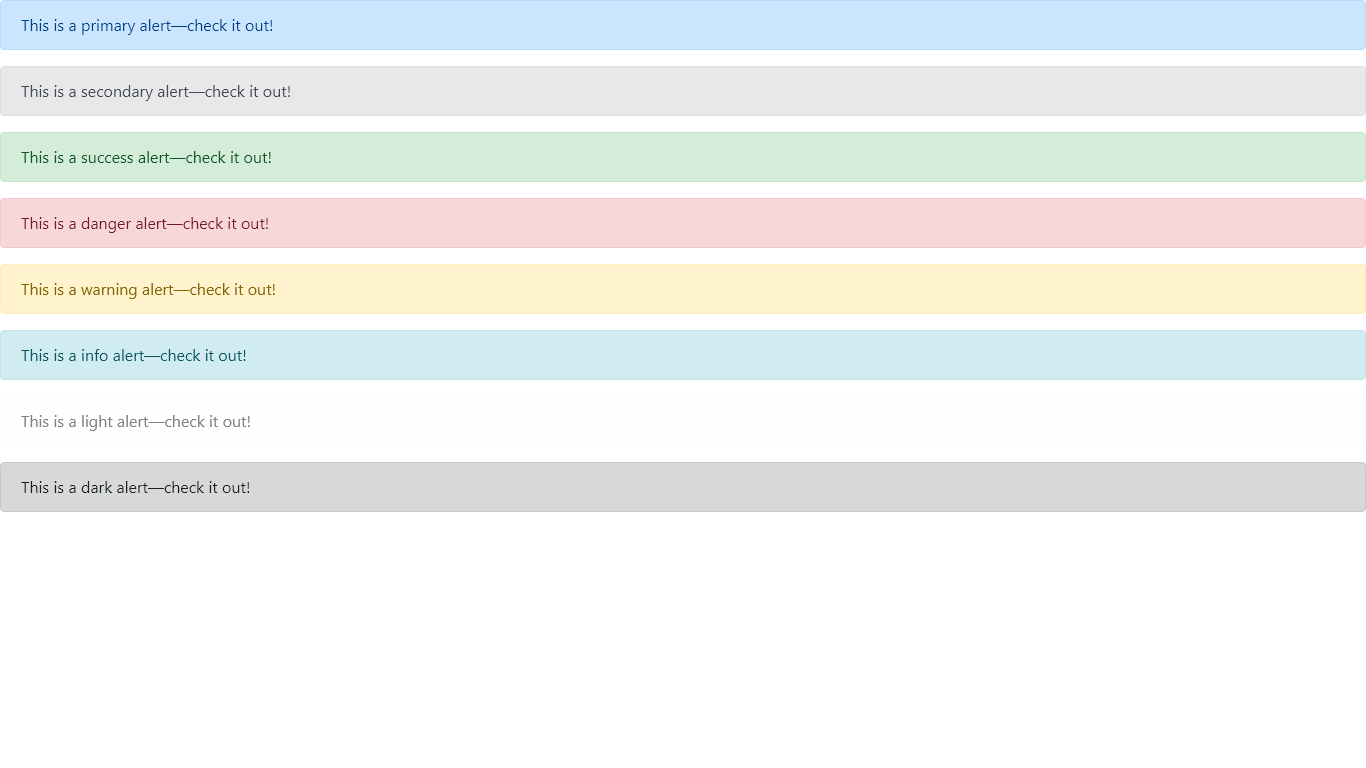 This is a primary alert—check it out!
This is a secondary alert—check it out!
This is a success alert—check it out!
This is a danger alert—check it out!
This is a warning alert—check it out!
This is a info alert—check it out!
This is a light alert—check it out!
This is a dark alert—check it out!